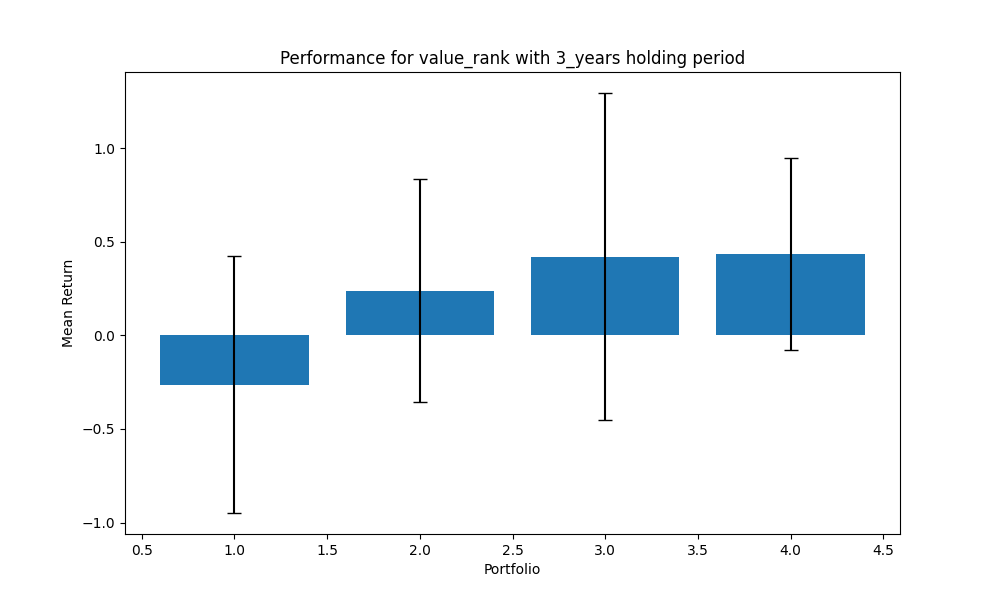 Performance for value_rank with 3_years holding period
1.0
0.5
0.0
−0.5
−1.0
Mean Return
0.5 1.0 1.5 2.0 2.5 3.0 3.5 4.0 4.5
Portfolio